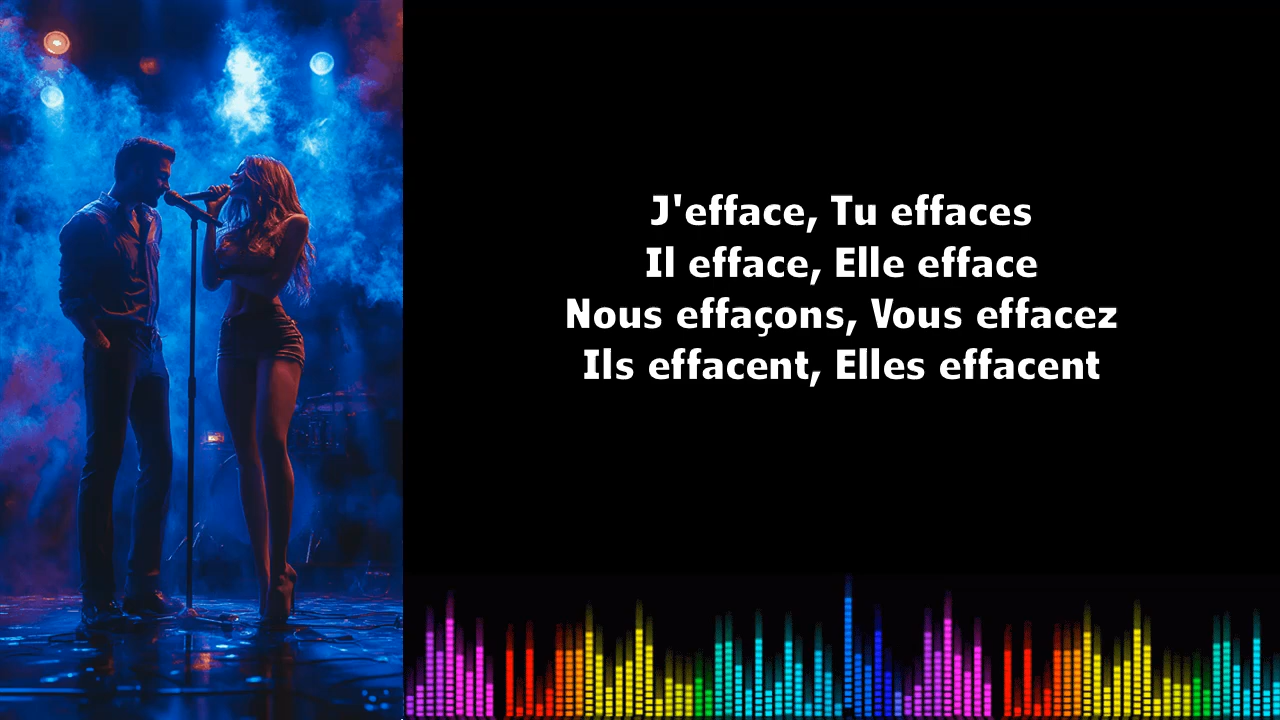 J'efface, Tu effaces
Il efface, Elle efface
Nous effaçons, Vous effacez
Ils effacent, Elles effacent